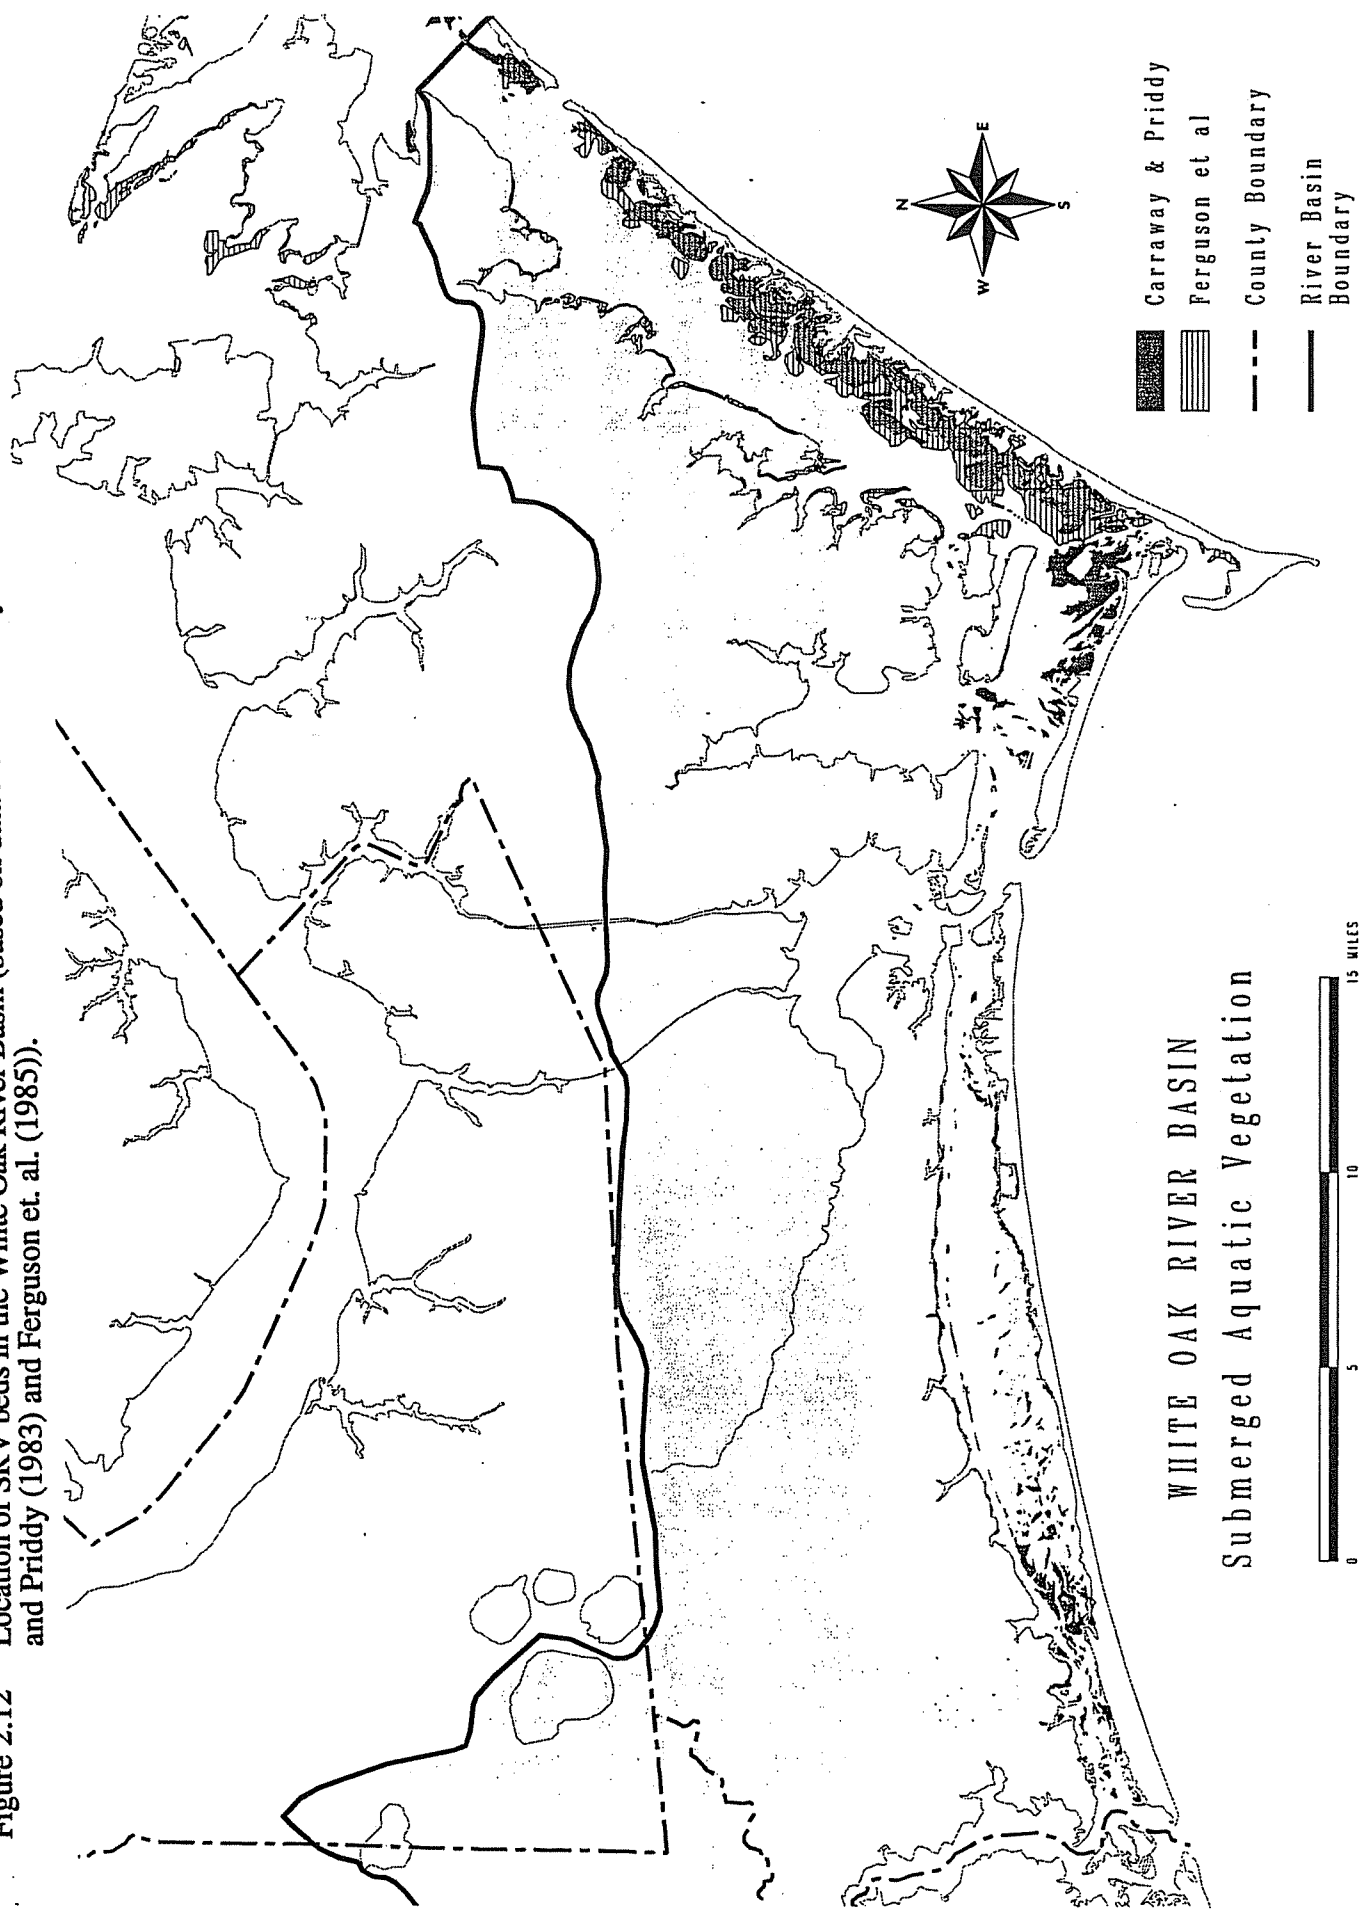 Figure 2.12 Location of SRV beds in the White Oak River Basin (based on
and Priddy (1983) and Ferguson et. al. (1985)).
N
W
E
S
Carraway & Priddy
Ferguson et al
County Boundary
River Basin
Boundary
WHITE OAK RIVER BASIN
Submerged Aquatic Vegetation
0 5 10 15 MILES